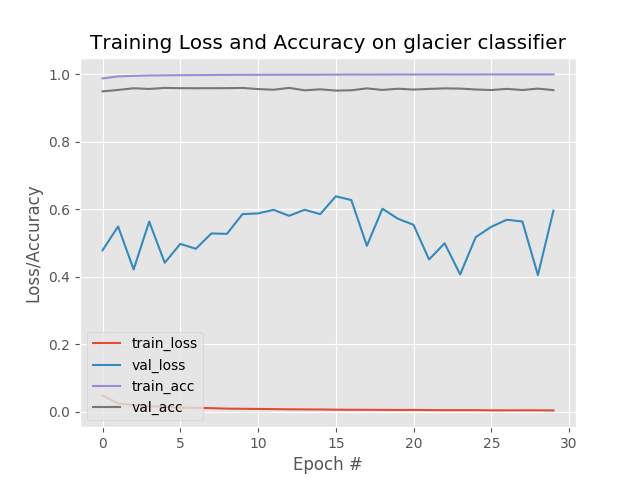 Training Loss and Accuracy on glacier classifier
1.0
0.8
0.6
0.4
0.2
0.0
Loss/Accuracy
train_loss
val_loss
train_acc
val_acc
0 5 10 15 20 25 30
Epoch #